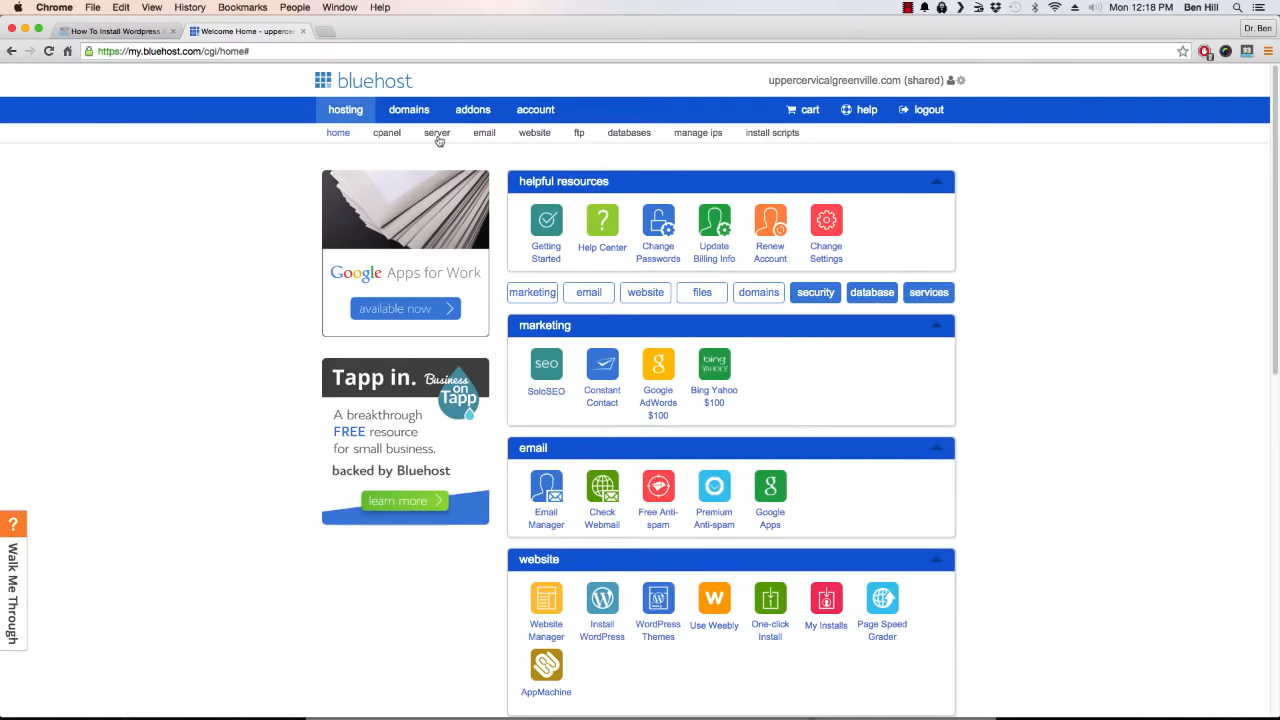 Chrome File Edit View History Bookmarks People Window Help Mon 12:18 PM Ben Hill
How To Install Wordpress Welcome Home - upperce Dr. Ben
https://my.bluehost.com/cgi/home# 93
bluehost uppercervicalgreenville.com (shared)
hosting domains addons account cart help logout
home cpanel server email website ftp databases manage ips install scripts
Google Apps for Work
available now
Tapp in. Business on Tapp
A breakthrough
FREE resource
for small business.
backed by Bluehost
learn more
helpful resources
?
Getting Started Help Center Change Passwords Update Billing Info Renew Account Change Settings
marketing email website files domains security database services
marketing
seo g bing YAHOO!
SoloSEO Constant Contact Google AdWords $100 Bing Yahoo $100
email
g
Email Manager Check Webmail Free Anti-spam Premium Anti-spam Google Apps
website
W
Website Manager Install WordPress WordPress Themes Use Weebly One-click Install My Installs Page Speed Grader
AppMachine
? Walk Me Through